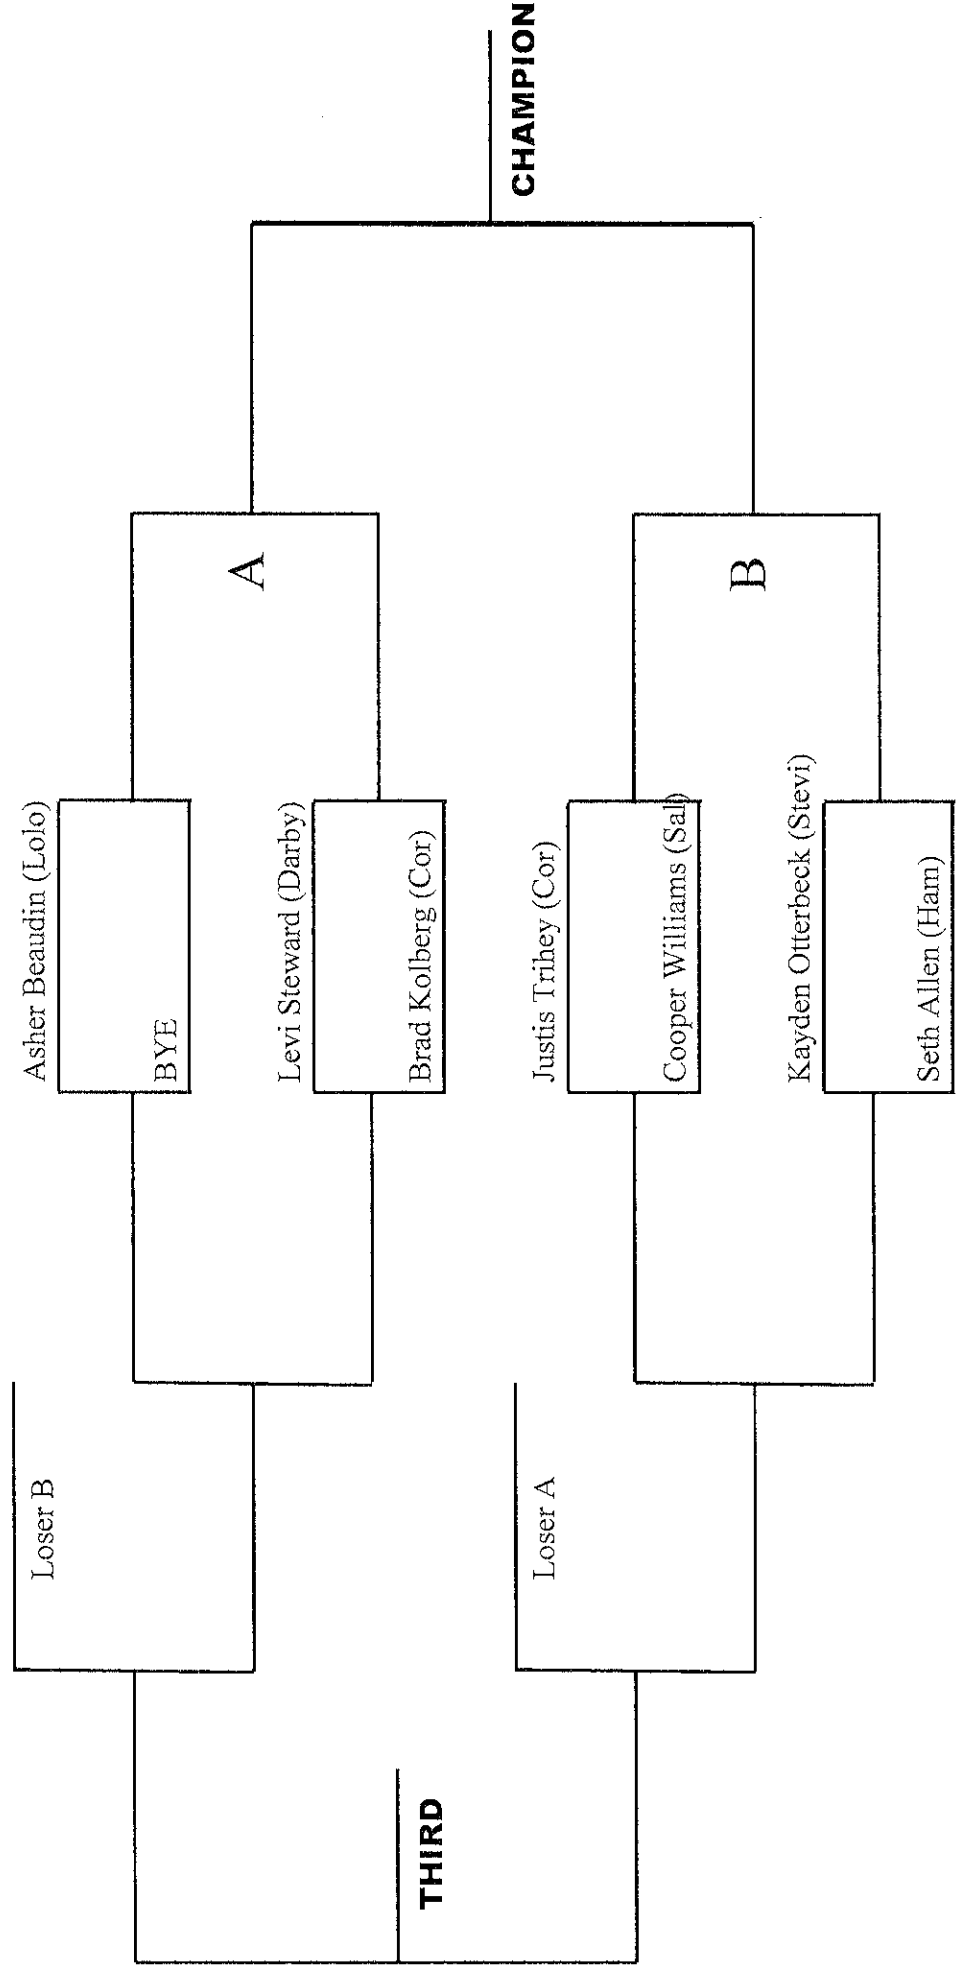 Asher Beaudin (Lolo)
BYE
Levi Steward (Darby)
Brad Kolberg (Cor)
Justis Trihey (Cor)
Cooper Williams (Sal)
Kayden Otterbeck (Stevi)
Seth Allen (Ham)
A
B
CHAMPION
Loser B
Loser A
THIRD